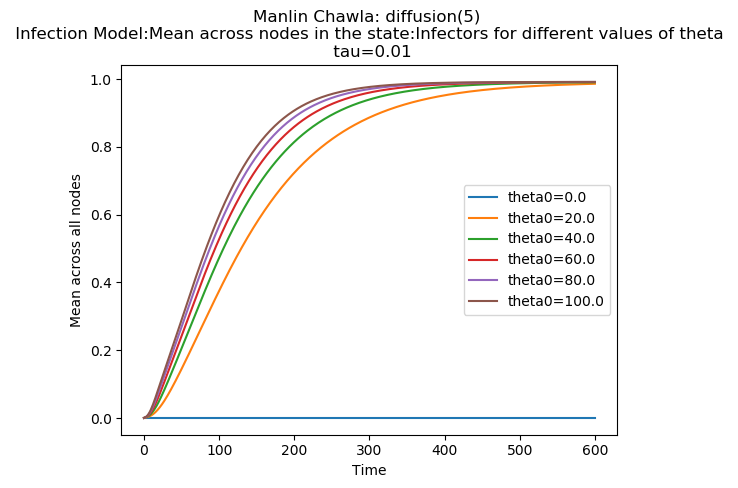 Manlin Chawla: diffusion(5)
Infection Model:Mean across nodes in the state:Infectors for different values of theta
tau=0.01
1.0
0.8
0.6
0.4
0.2
0.0
Mean across all nodes
theta0=0.0
theta0=20.0
theta0=40.0
theta0=60.0
theta0=80.0
theta0=100.0
0 100 200 300 400 500 600
Time